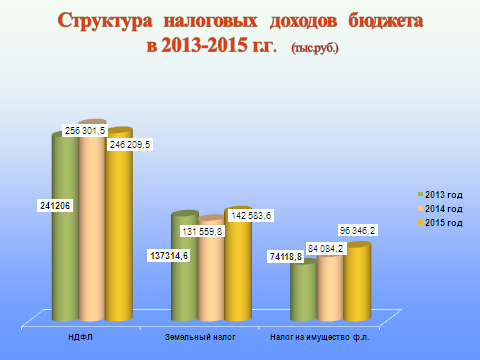 Структура налоговых доходов бюджета
в 2013-2015 г.г. (тыс.руб.)
256 301,5
246 209,5
241206
142 583,6
131 559,8
137314,6
96 346,2
84 084,2
74118,8
2013 год
2014 год
2015 год
НДФЛ
Земельный налог
Налог на имущество ф.л.